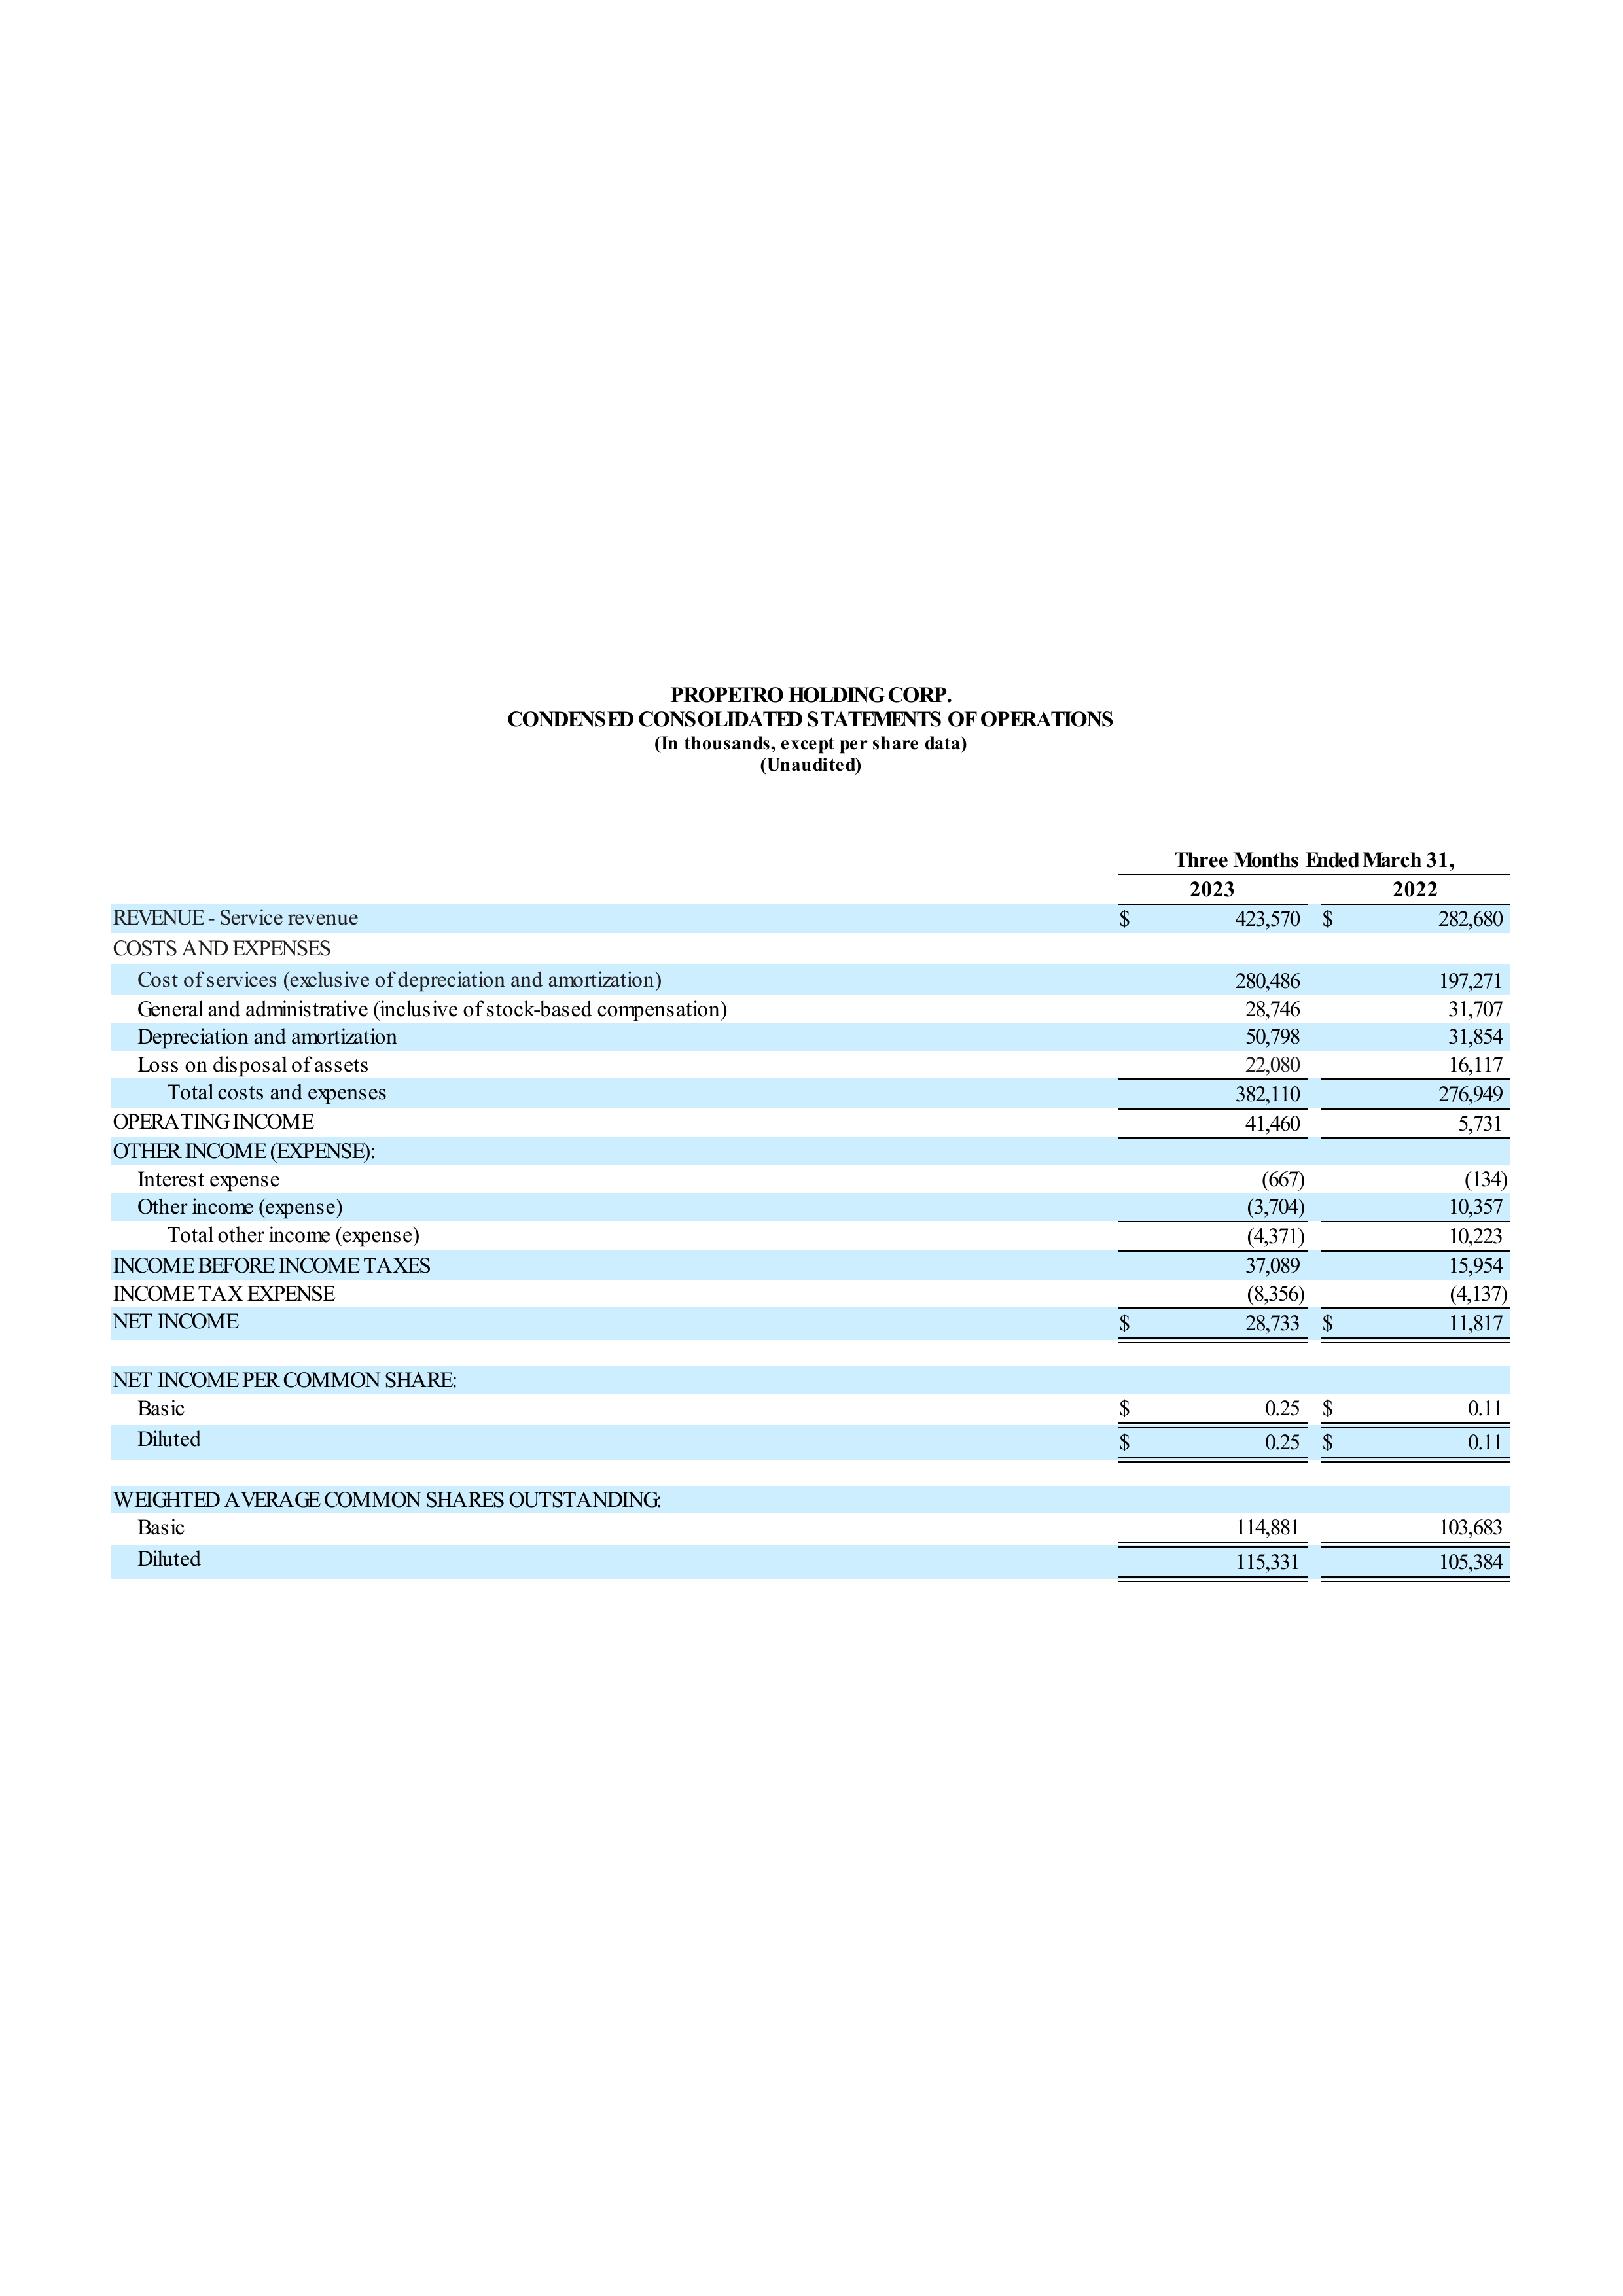 PROPETRO HOLDING CORP.
CONDENSED CONSOLIDATED STATEMENTS OF OPERATIONS
(In thousands, except per share data)
(Unaudited)
Three Months Ended March 31,
2023 2022
REVENUE - Service revenue $ 423,570 $ 282,680
COSTS AND EXPENSES
Cost of services (exclusive of depreciation and amortization) 280,486 197,271
General and administrative (inclusive of stock-based compensation) 28,746 31,707
Depreciation and amortization 50,798 31,854
Loss on disposal of assets 22,080 16,117
Total costs and expenses 382,110 276,949
OPERATING INCOME 41,460 5,731
OTHER INCOME (EXPENSE):
Interest expense (667) (134)
Other income (expense) (3,704) 10,357
Total other income (expense) (4,371) 10,223
INCOME BEFORE INCOME TAXES 37,089 15,954
INCOME TAX EXPENSE (8,356) (4,137)
NET INCOME $ 28,733 $ 11,817
NET INCOME PER COMMON SHARE:
Basic $ 0.25 $ 0.11
Diluted $ 0.25 $ 0.11
WEIGHTED AVERAGE COMMON SHARES OUTSTANDING:
Basic 114,881 103,683
Diluted 115,331 105,384